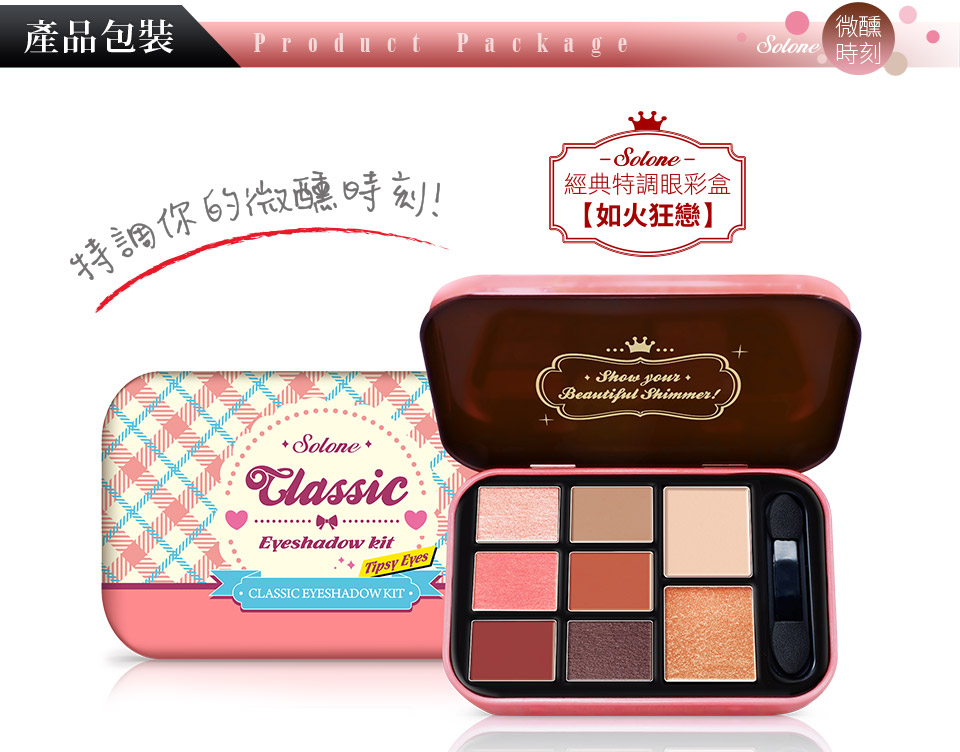 產品包裝
Product Package
Solone
微醺
時刻
特調你的微醺時刻!
- Solone -
經典特調眼彩盒
【如火狂戀】
Show your
Beautiful Shimmer!
Solone
Classic
Eyeshadow kit
Tipsy Eyes
CLASSIC EYESHADOW KIT